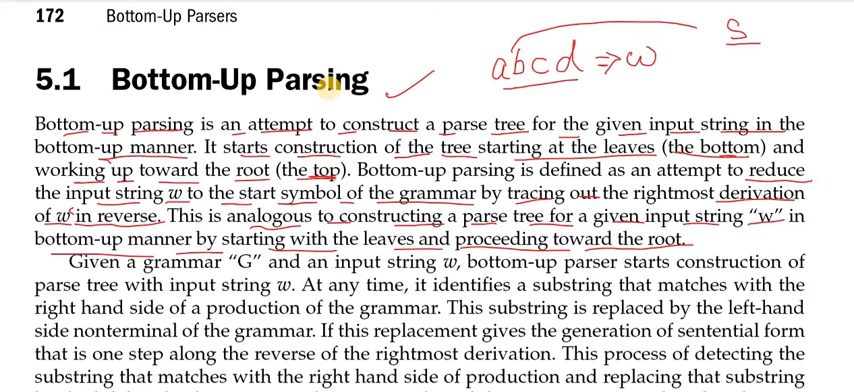 172 Bottom-Up Parsers
S
abcd ⇒ w
5.1 Bottom-Up Parsing
Bottom-up parsing is an attempt to construct a parse tree for the given input string in the
bottom-up manner. It starts construction of the tree starting at the leaves (the bottom) and
working up toward the root (the top). Bottom-up parsing is defined as an attempt to reduce
the input string w to the start symbol of the grammar by tracing out the rightmost derivation
of w in reverse. This is analogous to constructing a parse tree for a given input string “w” in
bottom-up manner by starting with the leaves and proceeding toward the root.
Given a grammar “G” and an input string w, bottom-up parser starts construction of
parse tree with input string w. At any time, it identifies a substring that matches with the
right hand side of a production of the grammar. This substring is replaced by the left-hand
side nonterminal of the grammar. If this replacement gives the generation of sentential form
that is one step along the reverse of the rightmost derivation. This process of detecting the
substring that matches with the right hand side of production and replacing that substring